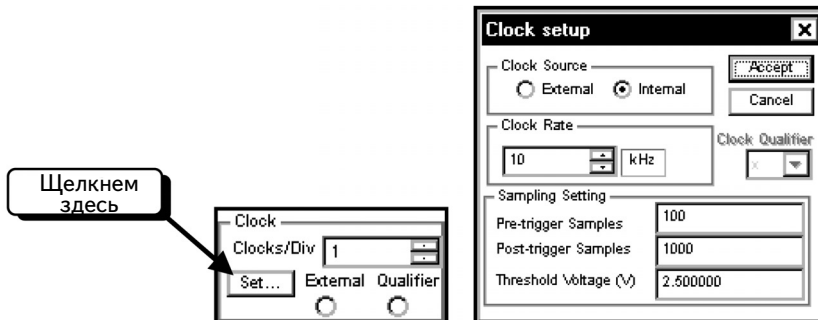 Щелкнем
здесь
Clock
Clocks/Div 1
Set... External Qualifier
Clock setup
Clock Source
External Internal
Accept
Cancel
Clock Rate
10 kHz
Clock Qualifier
x
Sampling Setting
Pre-trigger Samples 100
Post-trigger Samples 1000
Threshold Voltage (V) 2.500000